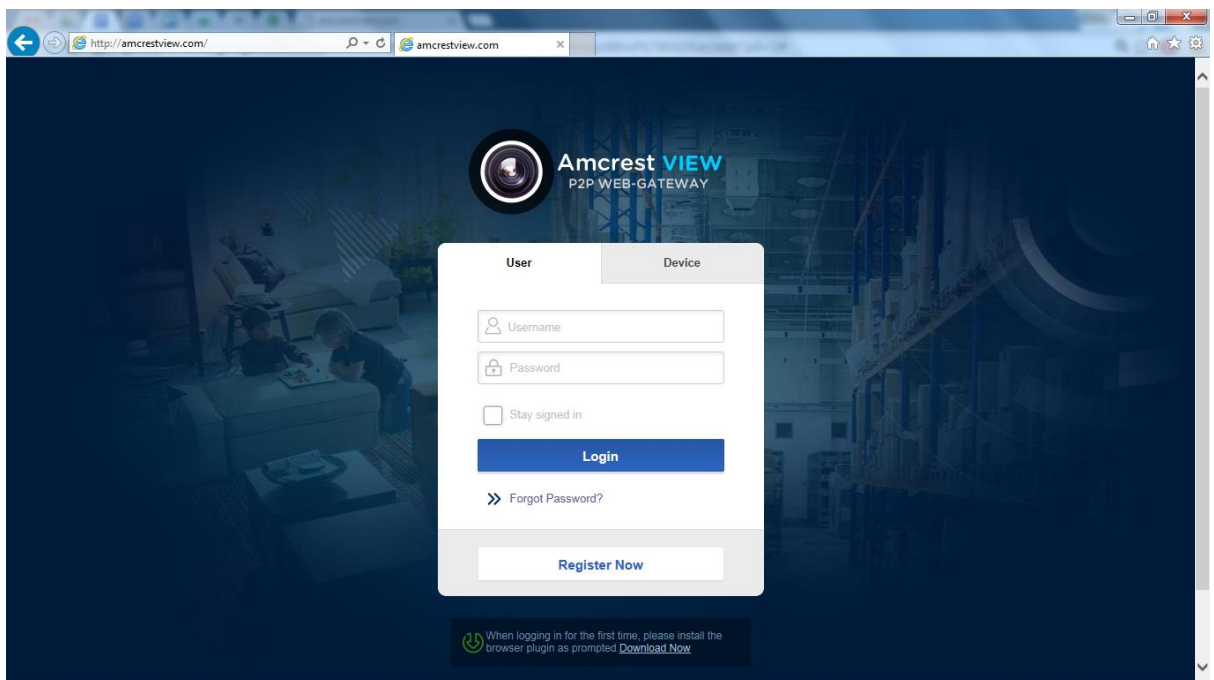 http://amcrestview.com/
amcrestview.com
Amcrest VIEW
P2P WEB-GATEWAY
User
Device
Username
Password
Stay signed in
Login
Forgot Password?
Register Now
When logging in for the first time, please install the
browser plugin as prompted.Download Now